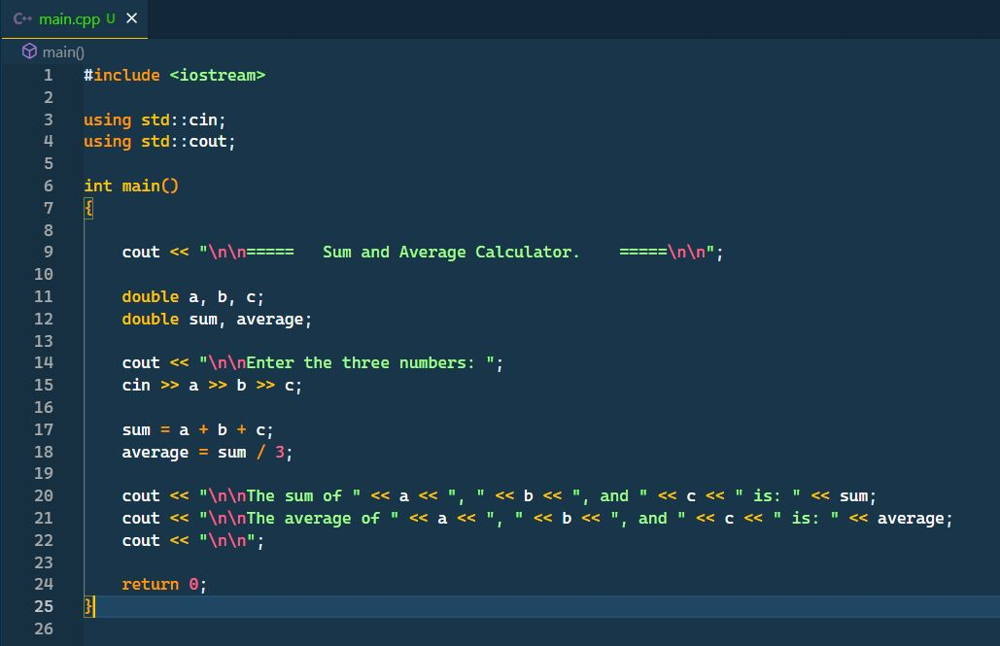 C++ main.cpp U ×
main()
1 #include <iostream>
2
3 using std::cin;
4 using std::cout;
5
6 int main()
7 {
8
9     cout << "\n\n=====   Sum and Average Calculator.    =====\n\n";
10
11     double a, b, c;
12     double sum, average;
13
14     cout << "\n\nEnter the three numbers: ";
15     cin >> a >> b >> c;
16
17     sum = a + b + c;
18     average = sum / 3;
19
20     cout << "\n\nThe sum of " << a << ", " << b << ", and " << c << " is: " << sum;
21     cout << "\n\nThe average of " << a << ", " << b << ", and " << c << " is: " << average;
22     cout << "\n\n";
23
24     return 0;
25 }
26